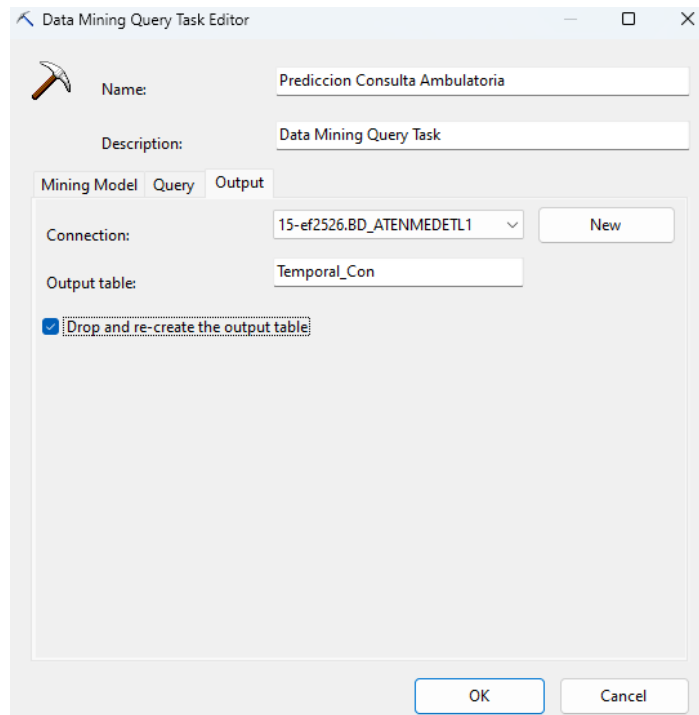 Data Mining Query Task Editor
Name: Prediccion Consulta Ambulatoria
Description: Data Mining Query Task
Mining Model Query Output
Connection: 15-ef2526.BD_ATENMEDETL1 New
Output table: Temporal_Con
Drop and re-create the output table
OK Cancel